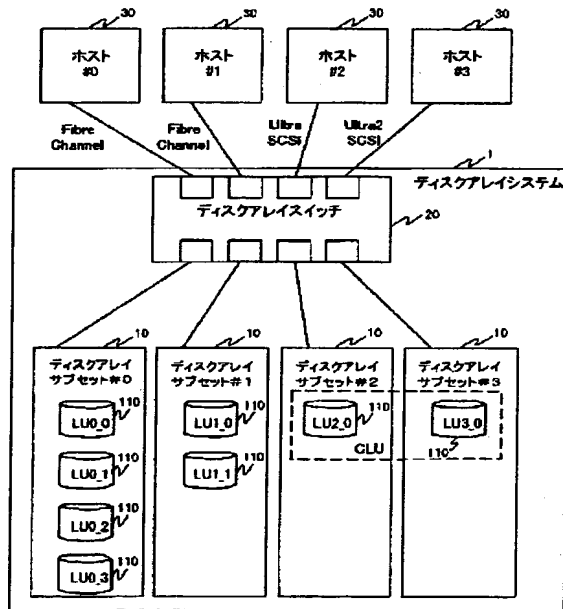 30 30 30 30
ホスト ホスト ホスト ホスト
#0 #1 #2 #3
Fibre Fibre Ultra Ultra2
Channel Channel SCSI SCSI
1
ディスクアレイシステム
ディスクアレイスイッチ
20
10 10 10 10
ディスクアレイ ディスクアレイ ディスクアレイ ディスクアレイ
サブセット#0 サブセット#1 サブセット#2 サブセット#3
110 110 110
LU0_0 LU1_0 LU2_0 LU3_0
110 110 CLU 110
LU0_1 LU1_1
110
LU0_2
110
LU0_3